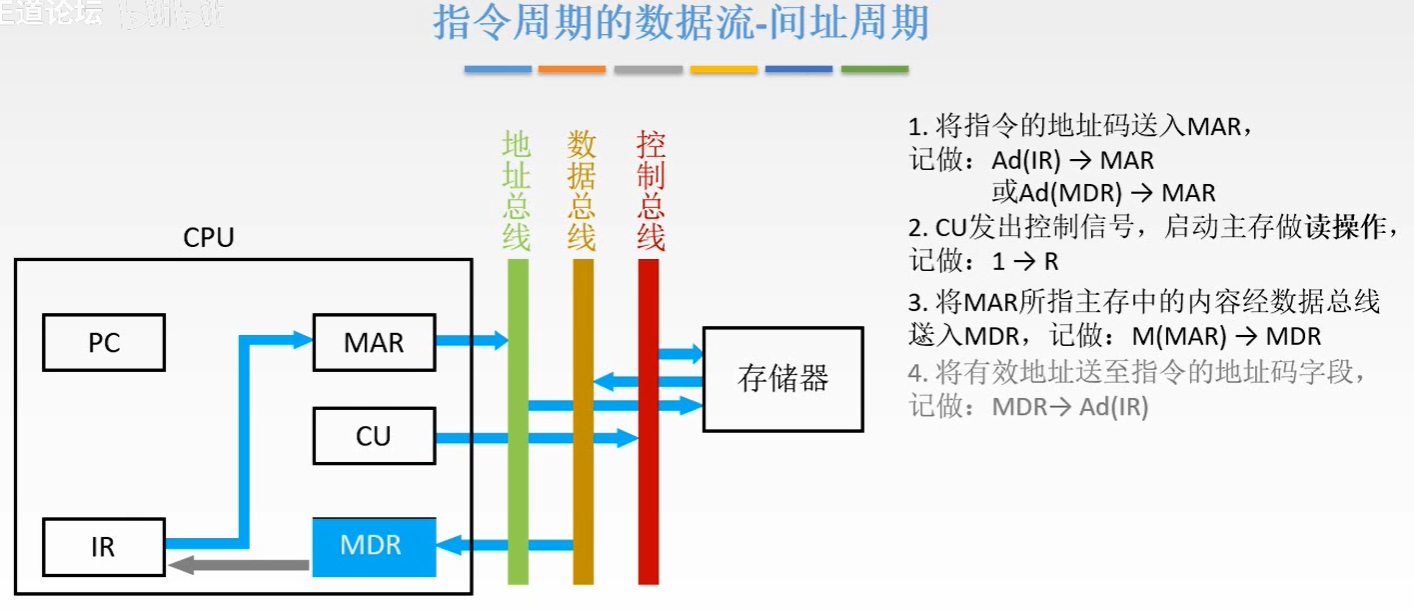 王道论坛 bilibili
指令周期的数据流-间址周期
地址总线
数据总线
控制总线
CPU
PC
MAR
CU
IR
MDR
存储器
1. 将指令的地址码送入MAR，
记做：Ad(IR) → MAR
或Ad(MDR) → MAR
2. CU发出控制信号，启动主存做读操作，
记做：1 → R
3. 将MAR所指主存中的内容经数据总线
送入MDR，记做：M(MAR) → MDR
4. 将有效地址送至指令的地址码字段，
记做：MDR→ Ad(IR)